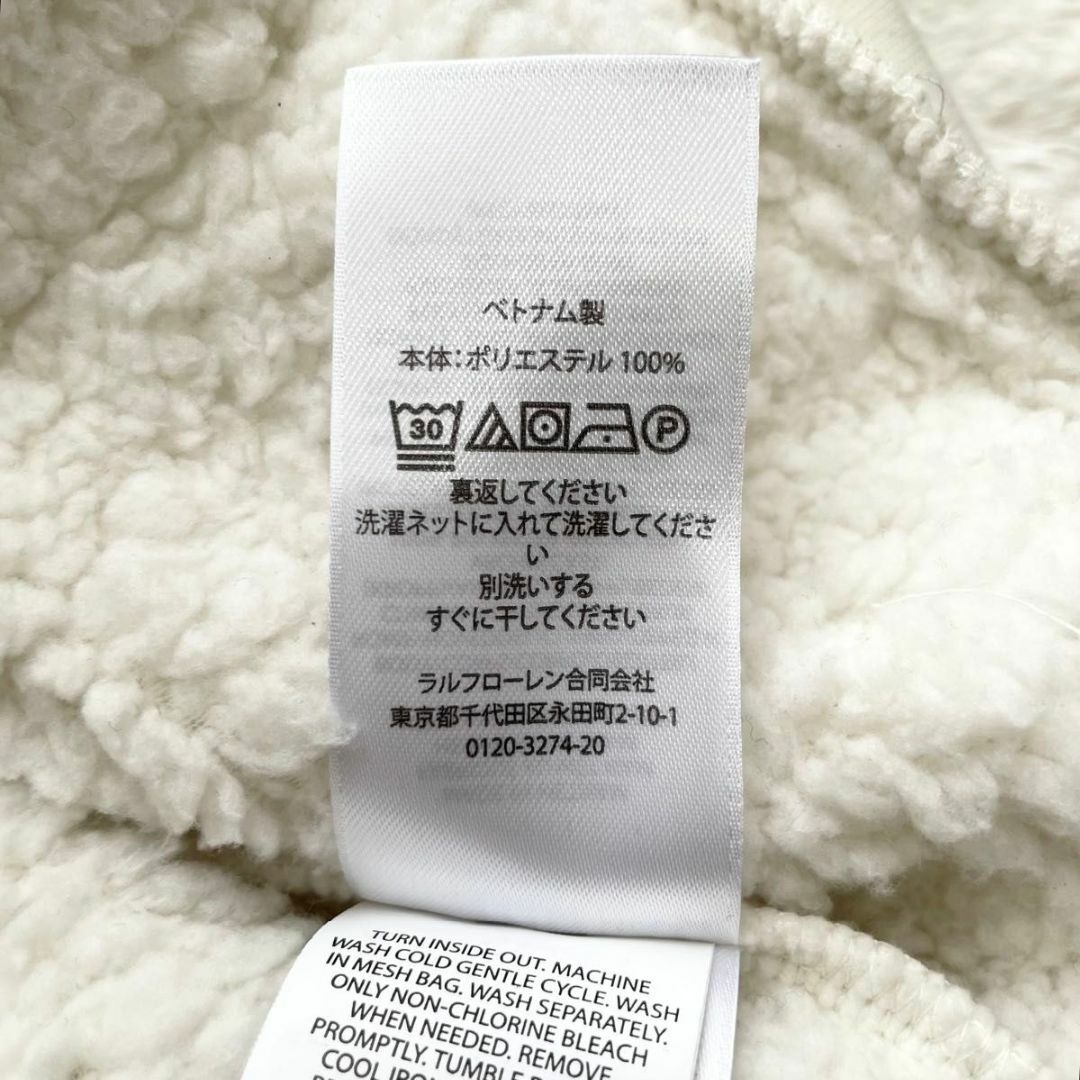 ベトナム製
本体：ポリエステル 100%
30 P
裏返してください
洗濯ネットに入れて洗濯してくださ
い
別洗いする
すぐに干してください
ラルフローレン合同会社
東京都千代田区永田町2-10-1
0120-3274-20
TURN INSIDE OUT. MACHINE
WASH COLD GENTLE CYCLE. WASH
IN MESH BAG. WASH SEPARATELY.
ONLY NON-CHLORINE BLEACH
WHEN NEEDED. REMOVE
PROMPTLY. TUMBLE
COOL